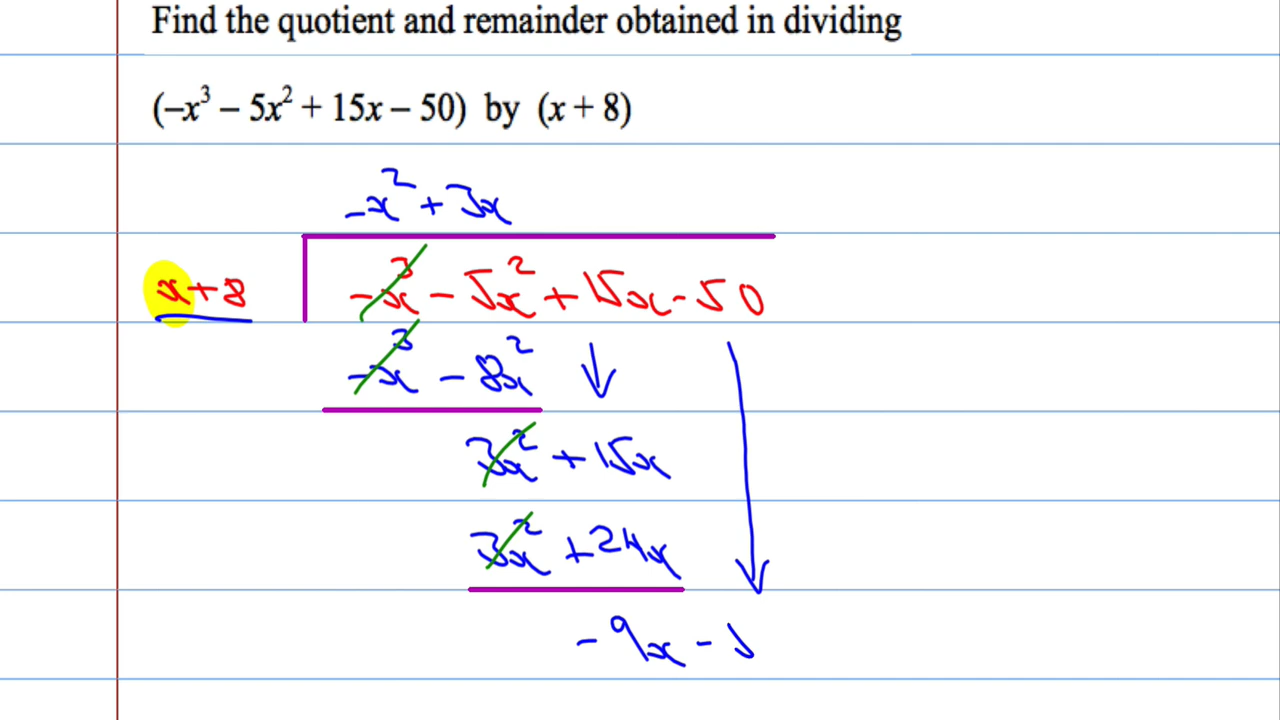 Find the quotient and remainder obtained in dividing
(–x³ – 5x² + 15x – 50) by (x + 8)
-x² + 3x
x + 8 -x³ - 5x² + 15x - 50
-x³ - 8x²
3x² + 15x
3x² + 24x
-9x - 5